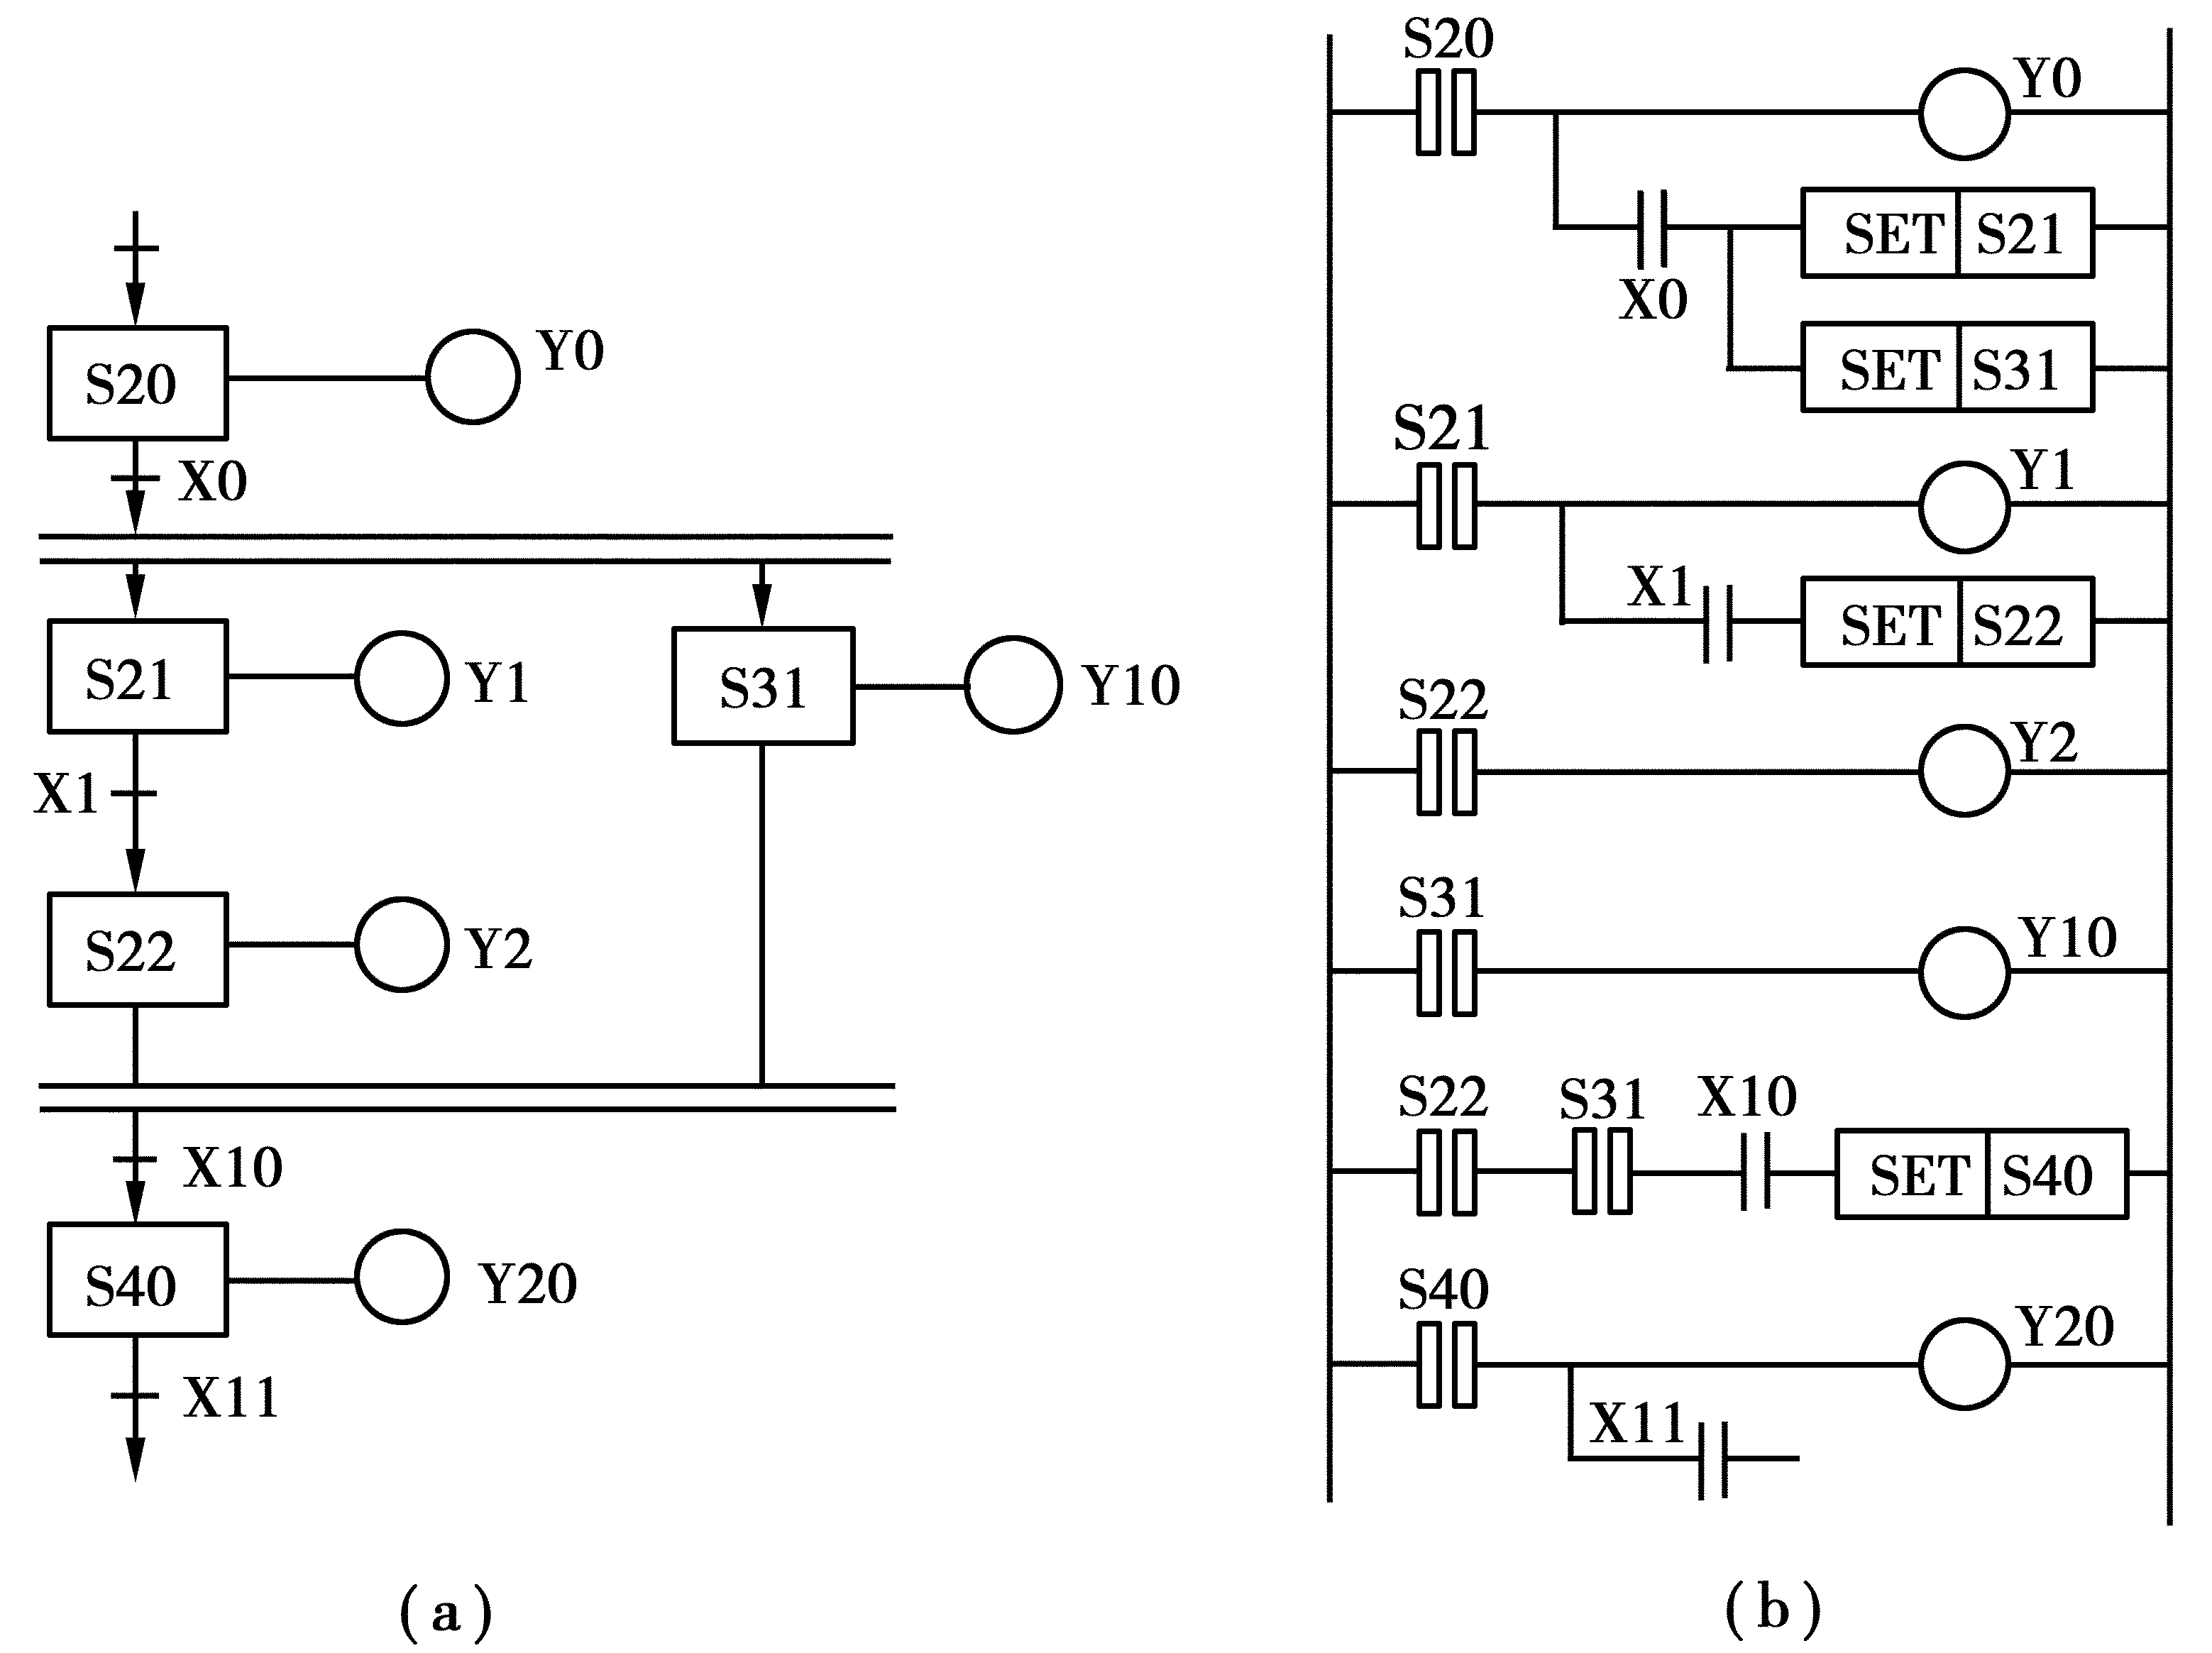 S20
Y0
X0
S21
Y1
S31
Y10
X1
S22
Y2
X10
S40
Y20
X11
(a)
S20
Y0
X0
SET S21
SET S31
S21
Y1
X1
SET S22
S22
Y2
S31
Y10
S22 S31 X10
SET S40
S40
Y20
X11
(b)